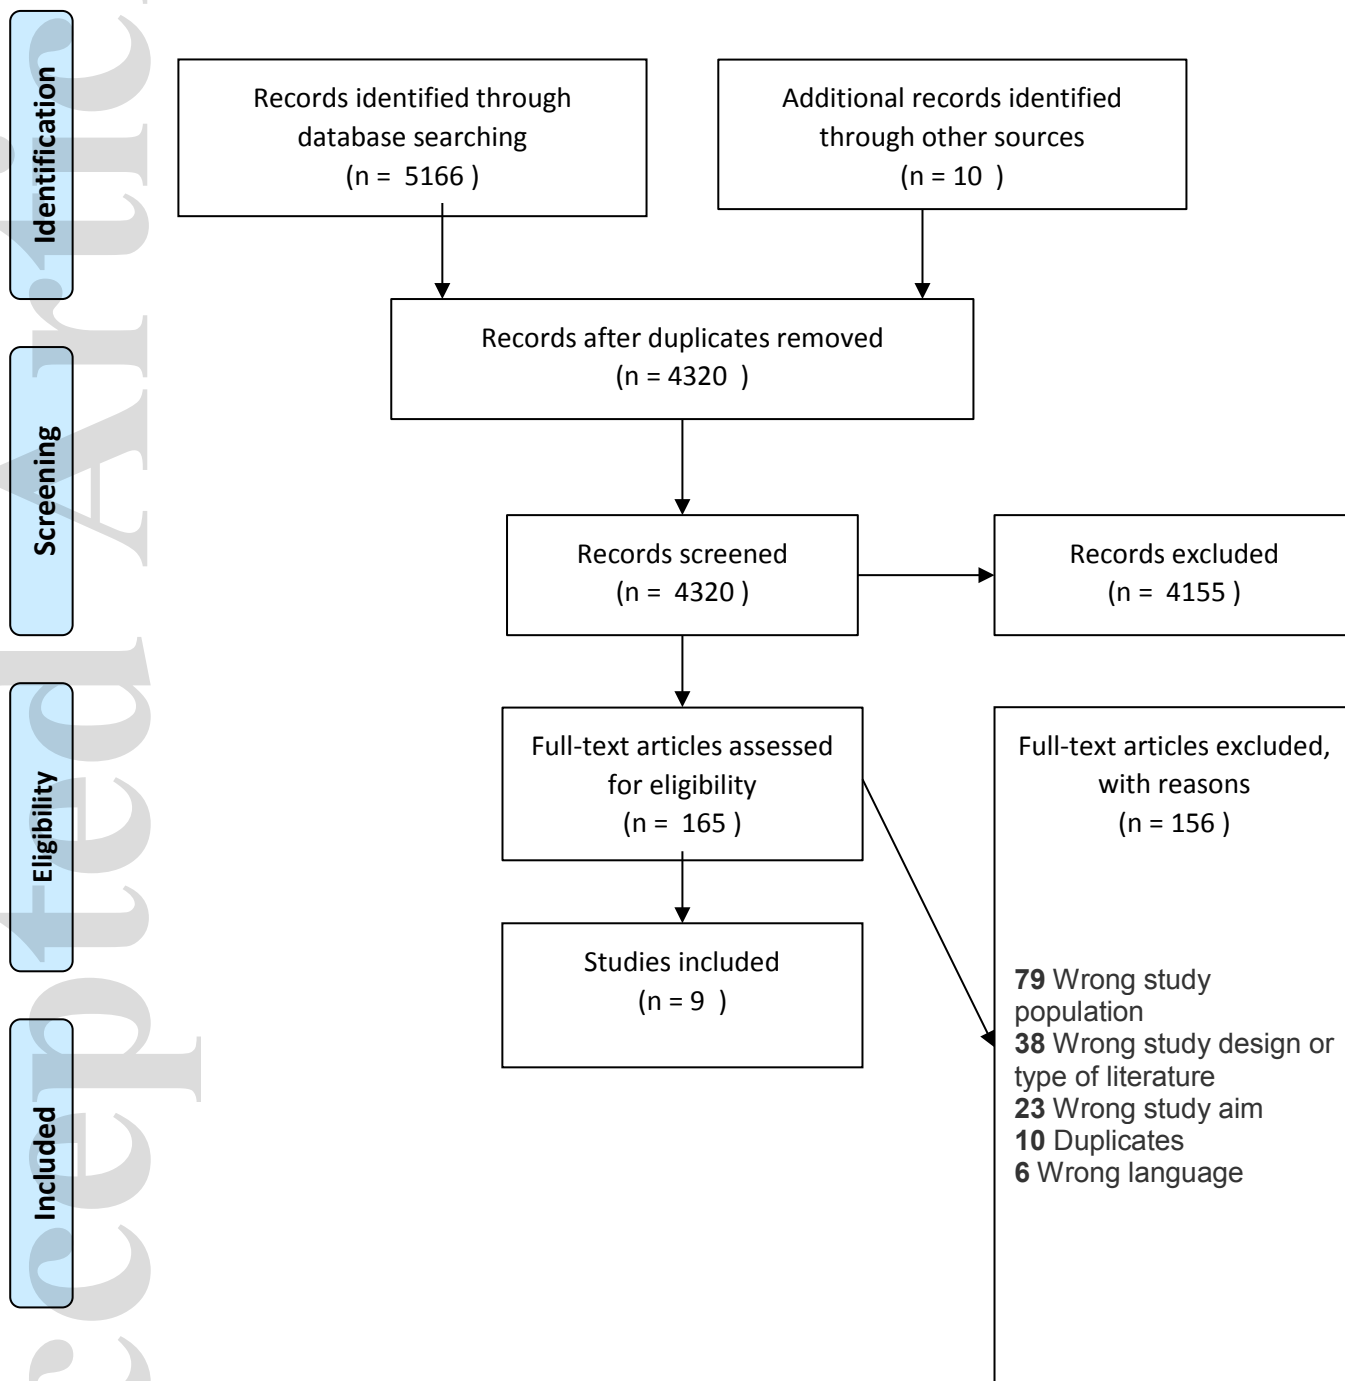 Identification
Records identified through
database searching
(n =  5166 )
Additional records identified
through other sources
(n = 10  )
Records after duplicates removed
(n = 4320  )
Screening
Records screened
(n =  4320 )
Records excluded
(n =  4155 )
Eligibility
Full-text articles assessed
for eligibility
(n =  165 )
Full-text articles excluded,
with reasons
(n = 156 )
79 Wrong study
population
38 Wrong study design or
type of literature
23 Wrong study aim
10 Duplicates
6 Wrong language
Studies included
(n = 9  )
Included
cepted Artic